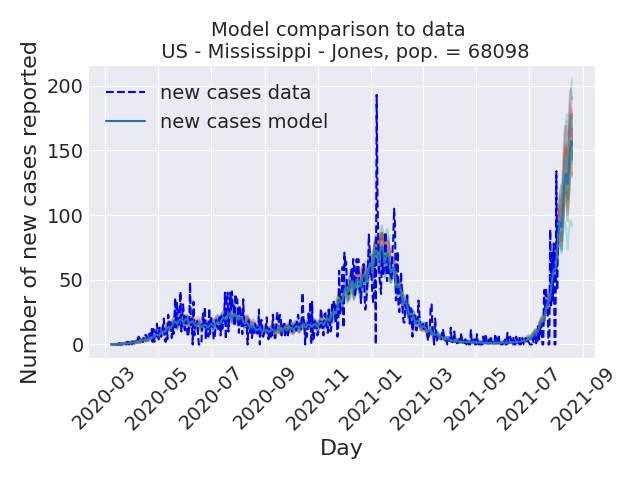 Model comparison to data
US - Mississippi - Jones, pop. = 68098
Number of new cases reported
200
150
100
50
0
new cases data
new cases model
2020-03
2020-05
2020-07
2020-09
2020-11
2021-01
2021-03
2021-05
2021-07
2021-09
Day